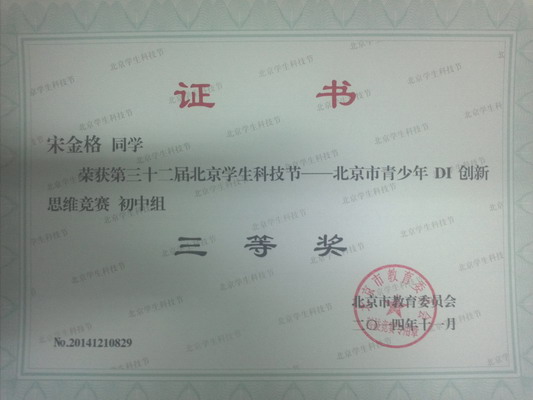 证 书
宋金格 同学
荣获第三十二届北京学生科技节——北京市青少年 DI 创新
思维竞赛 初中组
三 等 奖
北京市教育委员会
二〇一四年十一月
No.20141210829